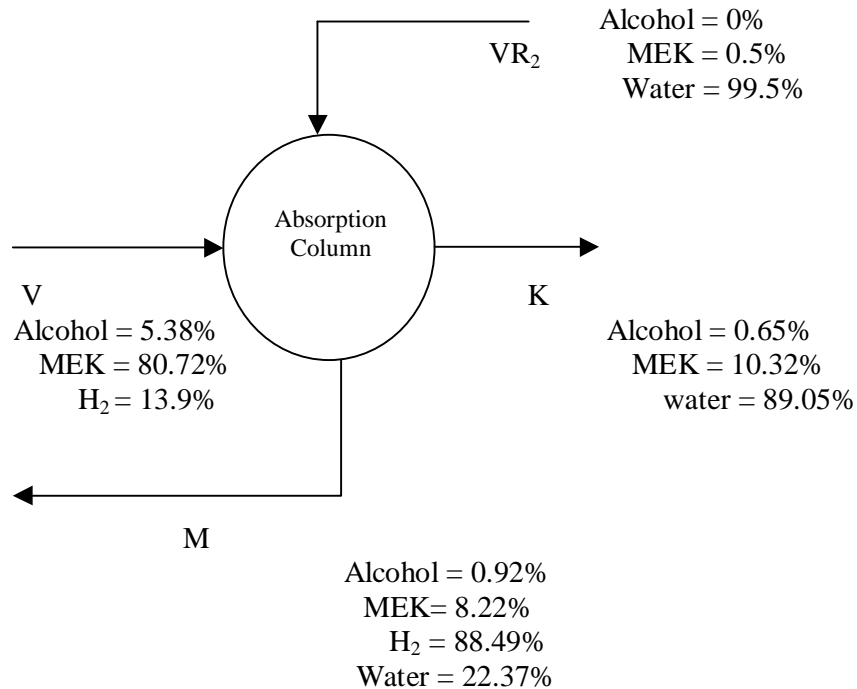 Alcohol = 0%
VR₂
MEK = 0.5%
Water = 99.5%
Absorption
Column
V
K
Alcohol = 5.38%
MEK = 80.72%
H₂ = 13.9%
Alcohol = 0.65%
MEK = 10.32%
water = 89.05%
M
Alcohol = 0.92%
MEK= 8.22%
H₂ = 88.49%
Water = 22.37%